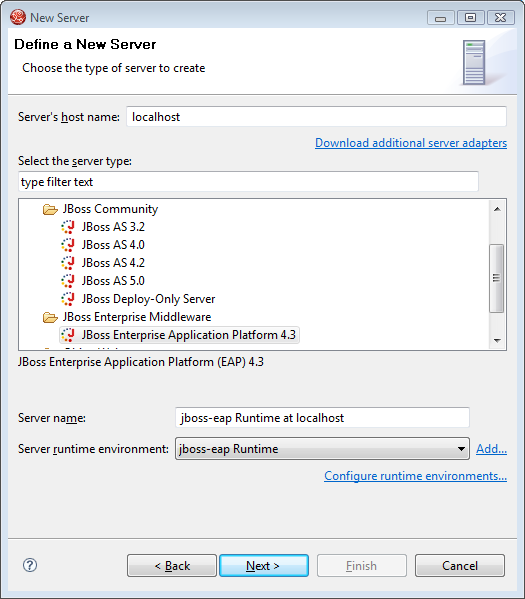 New Server
Define a New Server
Choose the type of server to create
Server's host name: localhost
Download additional server adapters
Select the server type:
type filter text
JBoss Community
JBoss AS 3.2
JBoss AS 4.0
JBoss AS 4.2
JBoss AS 5.0
JBoss Deploy-Only Server
JBoss Enterprise Middleware
JBoss Enterprise Application Platform 4.3
JBoss Enterprise Application Platform (EAP) 4.3
Server name: jboss-eap Runtime at localhost
Server runtime environment: jboss-eap Runtime Add...
Configure runtime environments...
? < Back Next > Finish Cancel